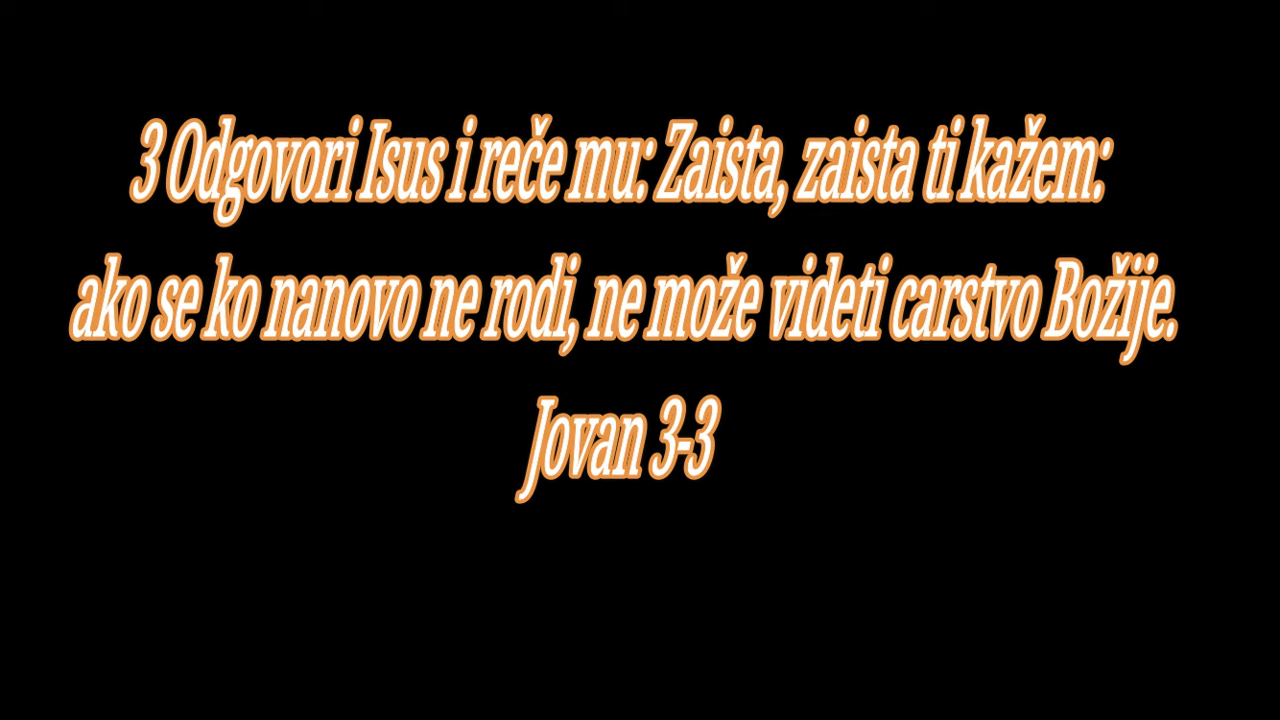 3 Odgovori Isus i reče mu: Zaista, zaista ti kažem:
ako se ko nanovo ne rodi, ne može videti carstvo Božije.
Jovan 3-3